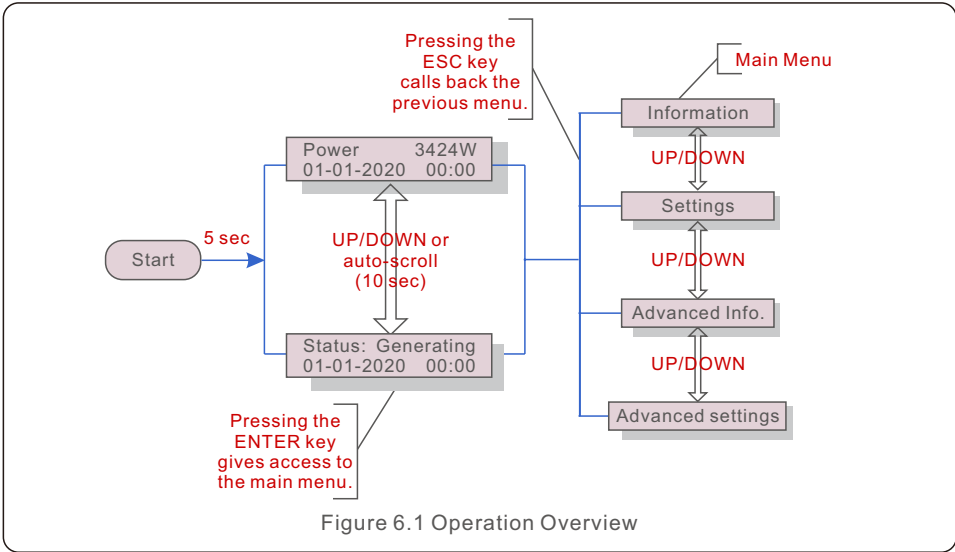 Pressing the
ESC key
calls back the
previous menu.
Main Menu
Information
UP/DOWN
Settings
UP/DOWN
Advanced Info.
UP/DOWN
Advanced settings
Start
5 sec
Power 3424W
01-01-2020 00:00
UP/DOWN or
auto-scroll
(10 sec)
Status: Generating
01-01-2020 00:00
Pressing the
ENTER key
gives access to
the main menu.
Figure 6.1 Operation Overview